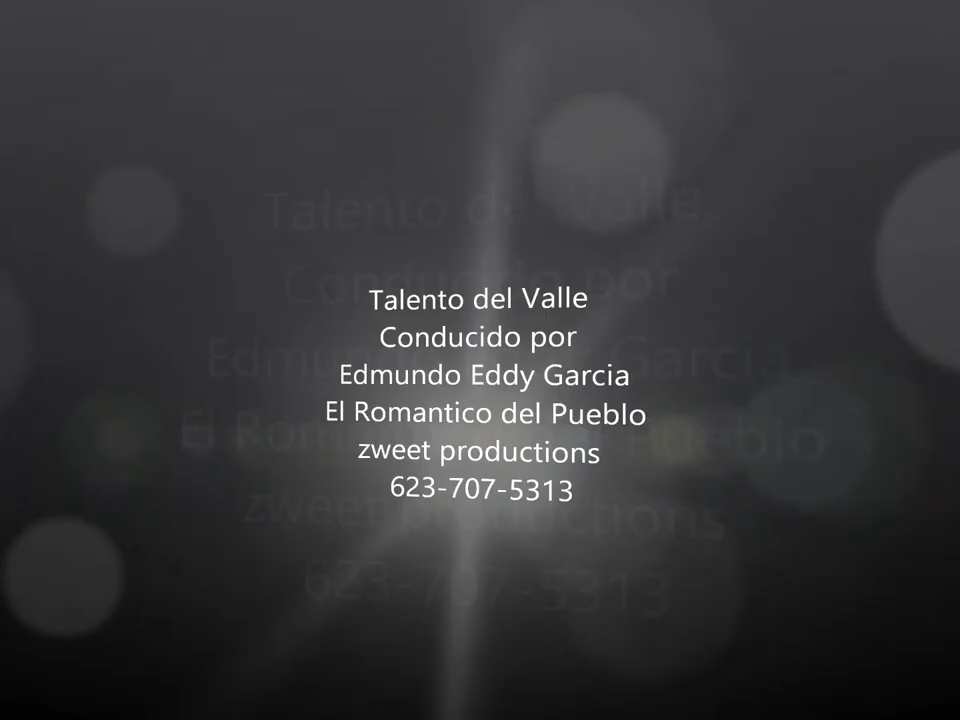 Talento del Valle
Conducido por
Edmundo Eddy Garcia
El Romantico del Pueblo
zweet productions
623-707-5313